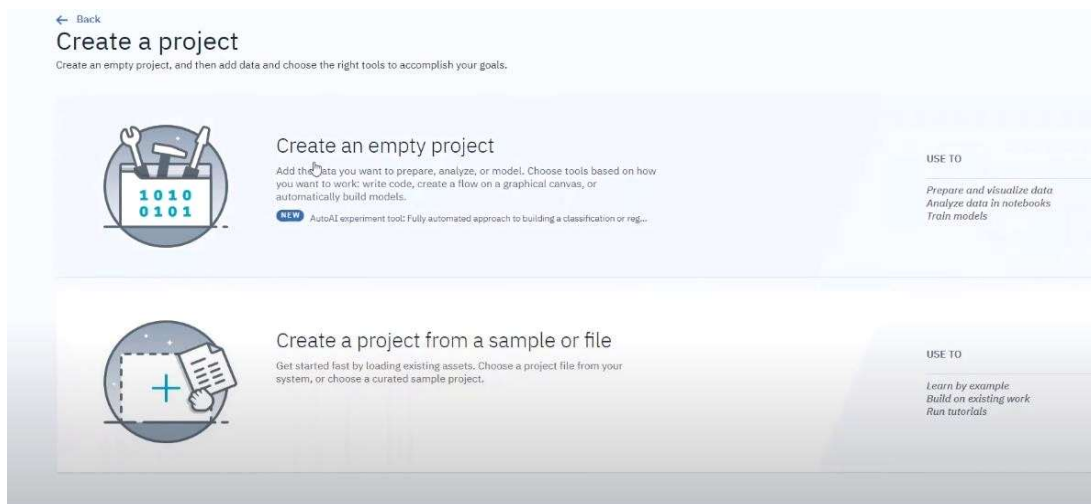 ← Back
Create a project
Create an empty project, and then add data and choose the right tools to accomplish your goals.
1010
0101
Create an empty project
Add the data you want to prepare, analyze, or model. Choose tools based on how
you want to work: write code, create a flow on a graphical canvas, or
automatically build models.
NEW AutoAI experiment tool: Fully automated approach to building a classification or reg...
USE TO
Prepare and visualize data
Analyze data in notebooks
Train models
Create a project from a sample or file
Get started fast by loading existing assets. Choose a project file from your
system, or choose a curated sample project.
USE TO
Learn by example
Build on existing work
Run tutorials